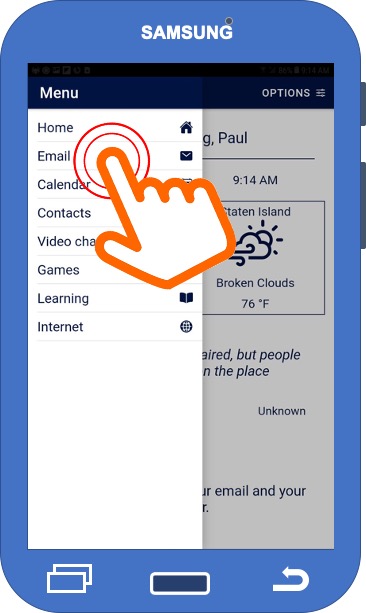 SAMSUNG
86% 9:14 AM
Menu
OPTIONS
Home
Email
Calendar
Contacts
Video cha
Games
Learning
Internet
g, Paul
9:14 AM
Staten Island
Broken Clouds
76 °F
aired, but people
n the place
Unknown
ur email and your
r.